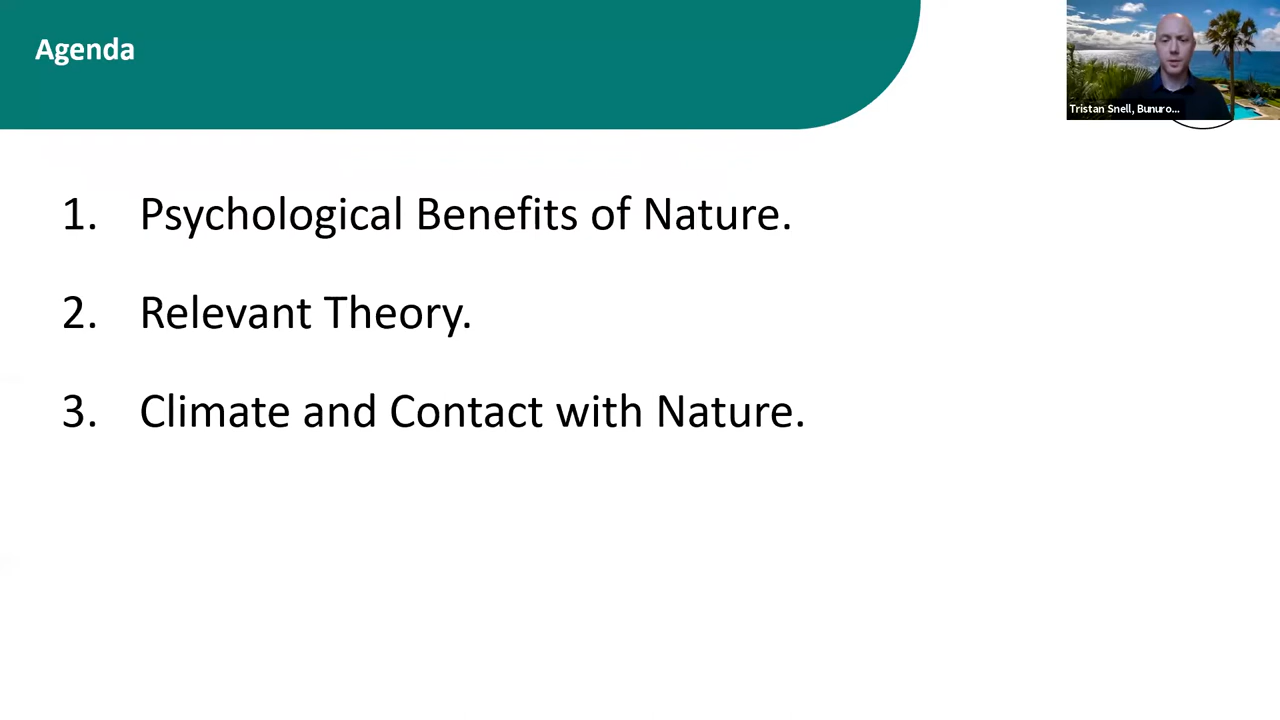 Agenda
Tristan Snell, Bunuro...
1. Psychological Benefits of Nature.
2. Relevant Theory.
3. Climate and Contact with Nature.